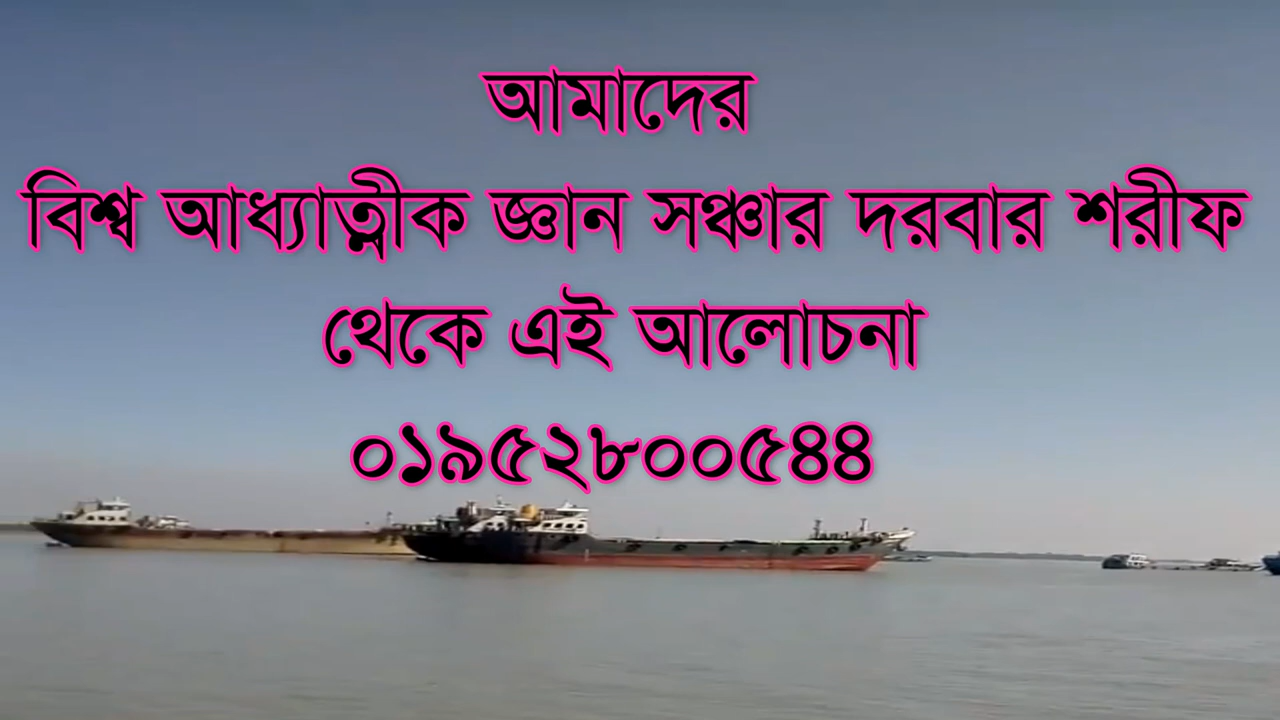 আমাদের
বিশ্ব আধ্যাত্নীক জ্ঞান সঞ্চার দরবার শরীফ
থেকে এই আলোচনা
০১৯৫২৮০০৫৪৪